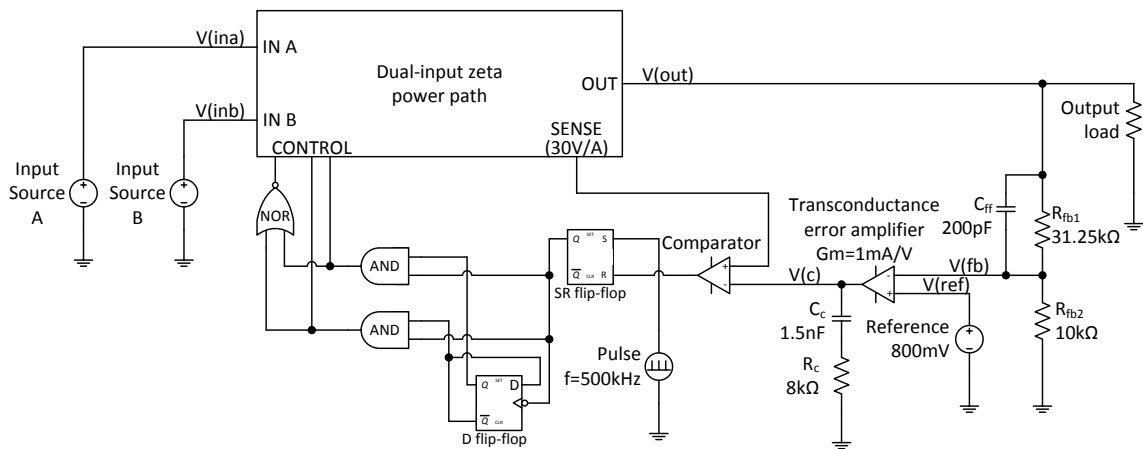 V(ina)
IN A
Dual-input zeta
power path
OUT
V(out)
V(inb)
IN B
SENSE
(30V/A)
CONTROL
Output
load
Input
Source
A
Input
Source
B
NOR
AND
AND
Q SET S
Q CLR R
SR flip-flop
Comparator
+
-
Transconductance
error amplifier
Gm=1mA/V
V(c)
-
+
V(fb)
V(ref)
Cff
200pF
Rfb1
31.25kΩ
Rfb2
10kΩ
Cc
1.5nF
Rc
8kΩ
Reference
800mV
Pulse
f=500kHz
Q SET D
Q CLR
D flip-flop